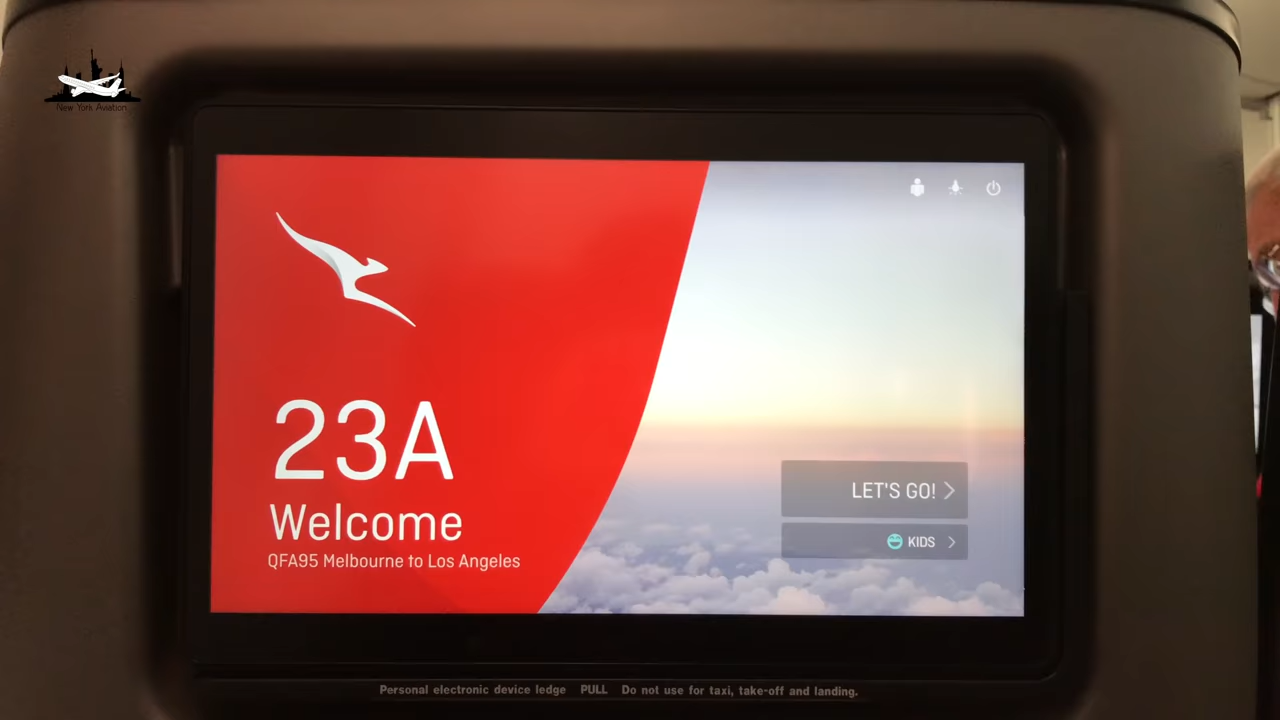 New York Aviation
23A
Welcome
QFA95 Melbourne to Los Angeles
LET'S GO!
KIDS
Personal electronic device ledge PULL Do not use for taxi, take-off and landing.